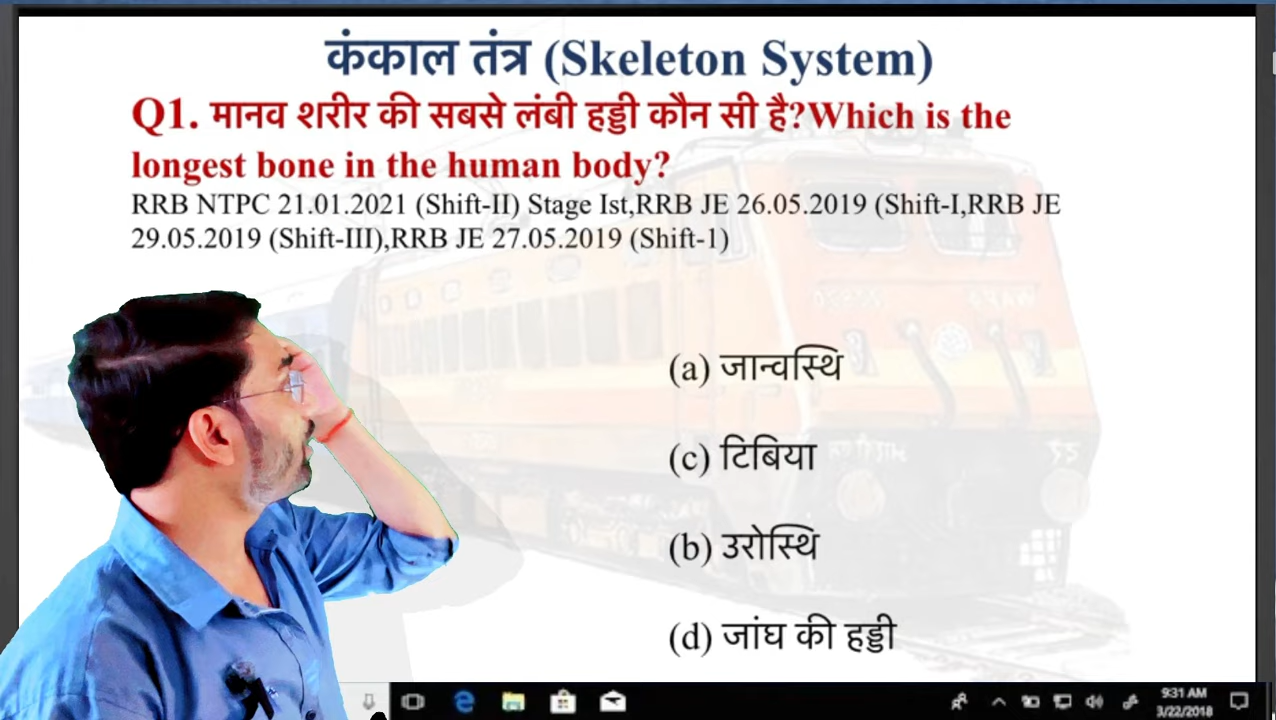 कंकाल तंत्र (Skeleton System)
Q1. मानव शरीर की सबसे लंबी हड्डी कौन सी है?Which is the
longest bone in the human body?
RRB NTPC 21.01.2021 (Shift-II) Stage Ist,RRB JE 26.05.2019 (Shift-I,RRB JE
29.05.2019 (Shift-III),RRB JE 27.05.2019 (Shift-1)
(a) जान्वस्थि
(c) टिबिया
(b) उरोस्थि
(d) जांघ की हड्डी
9:31 AM
3/22/2018